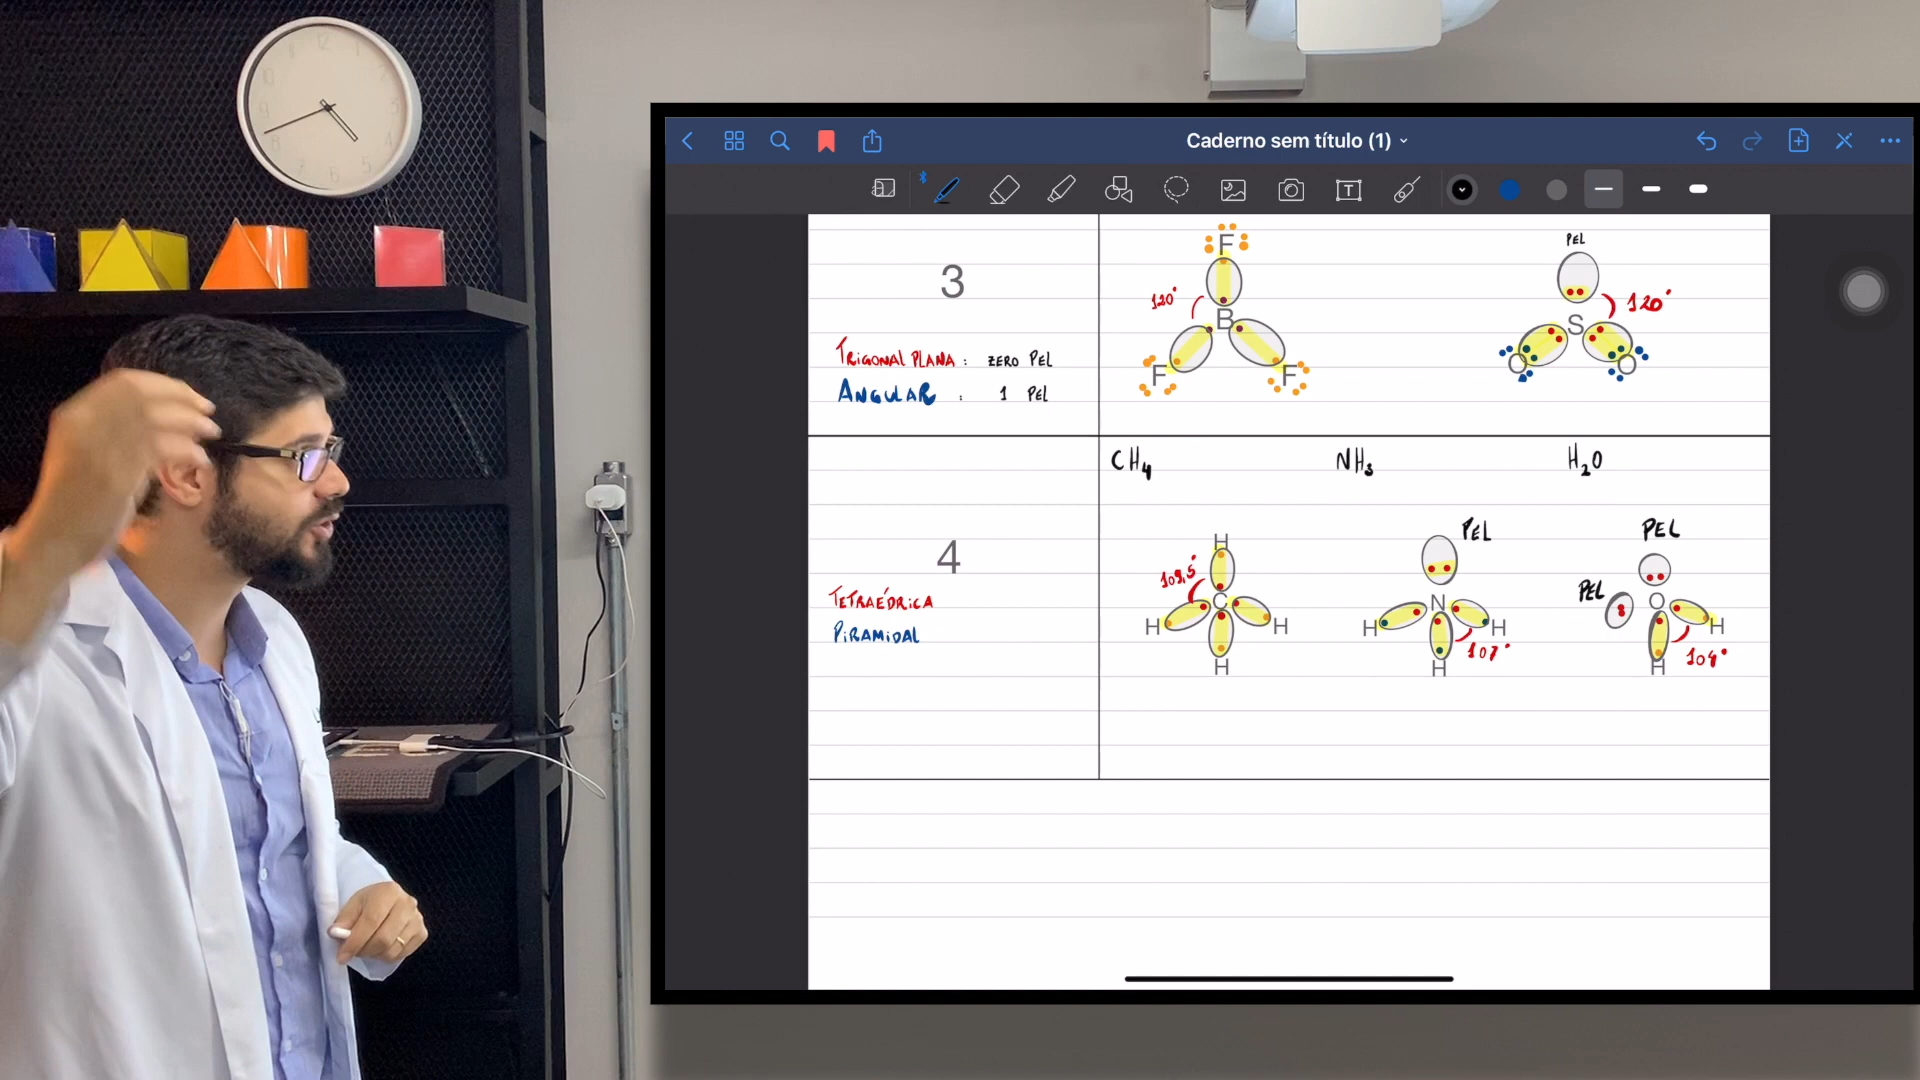 Caderno sem título (1)
3
TRIGONAL PLANA : ZERO PEL
ANGULAR : 1 PEL
F
120°
B
F
F
PEL
120°
S
O
O
4
TETRAÉDRICA
PIRAMIDAL
CH4
NH3
H2O
H
109,5°
C
H
H
H
PEL
N
H
H
107°
H
PEL
PEL
O
H
104°
H